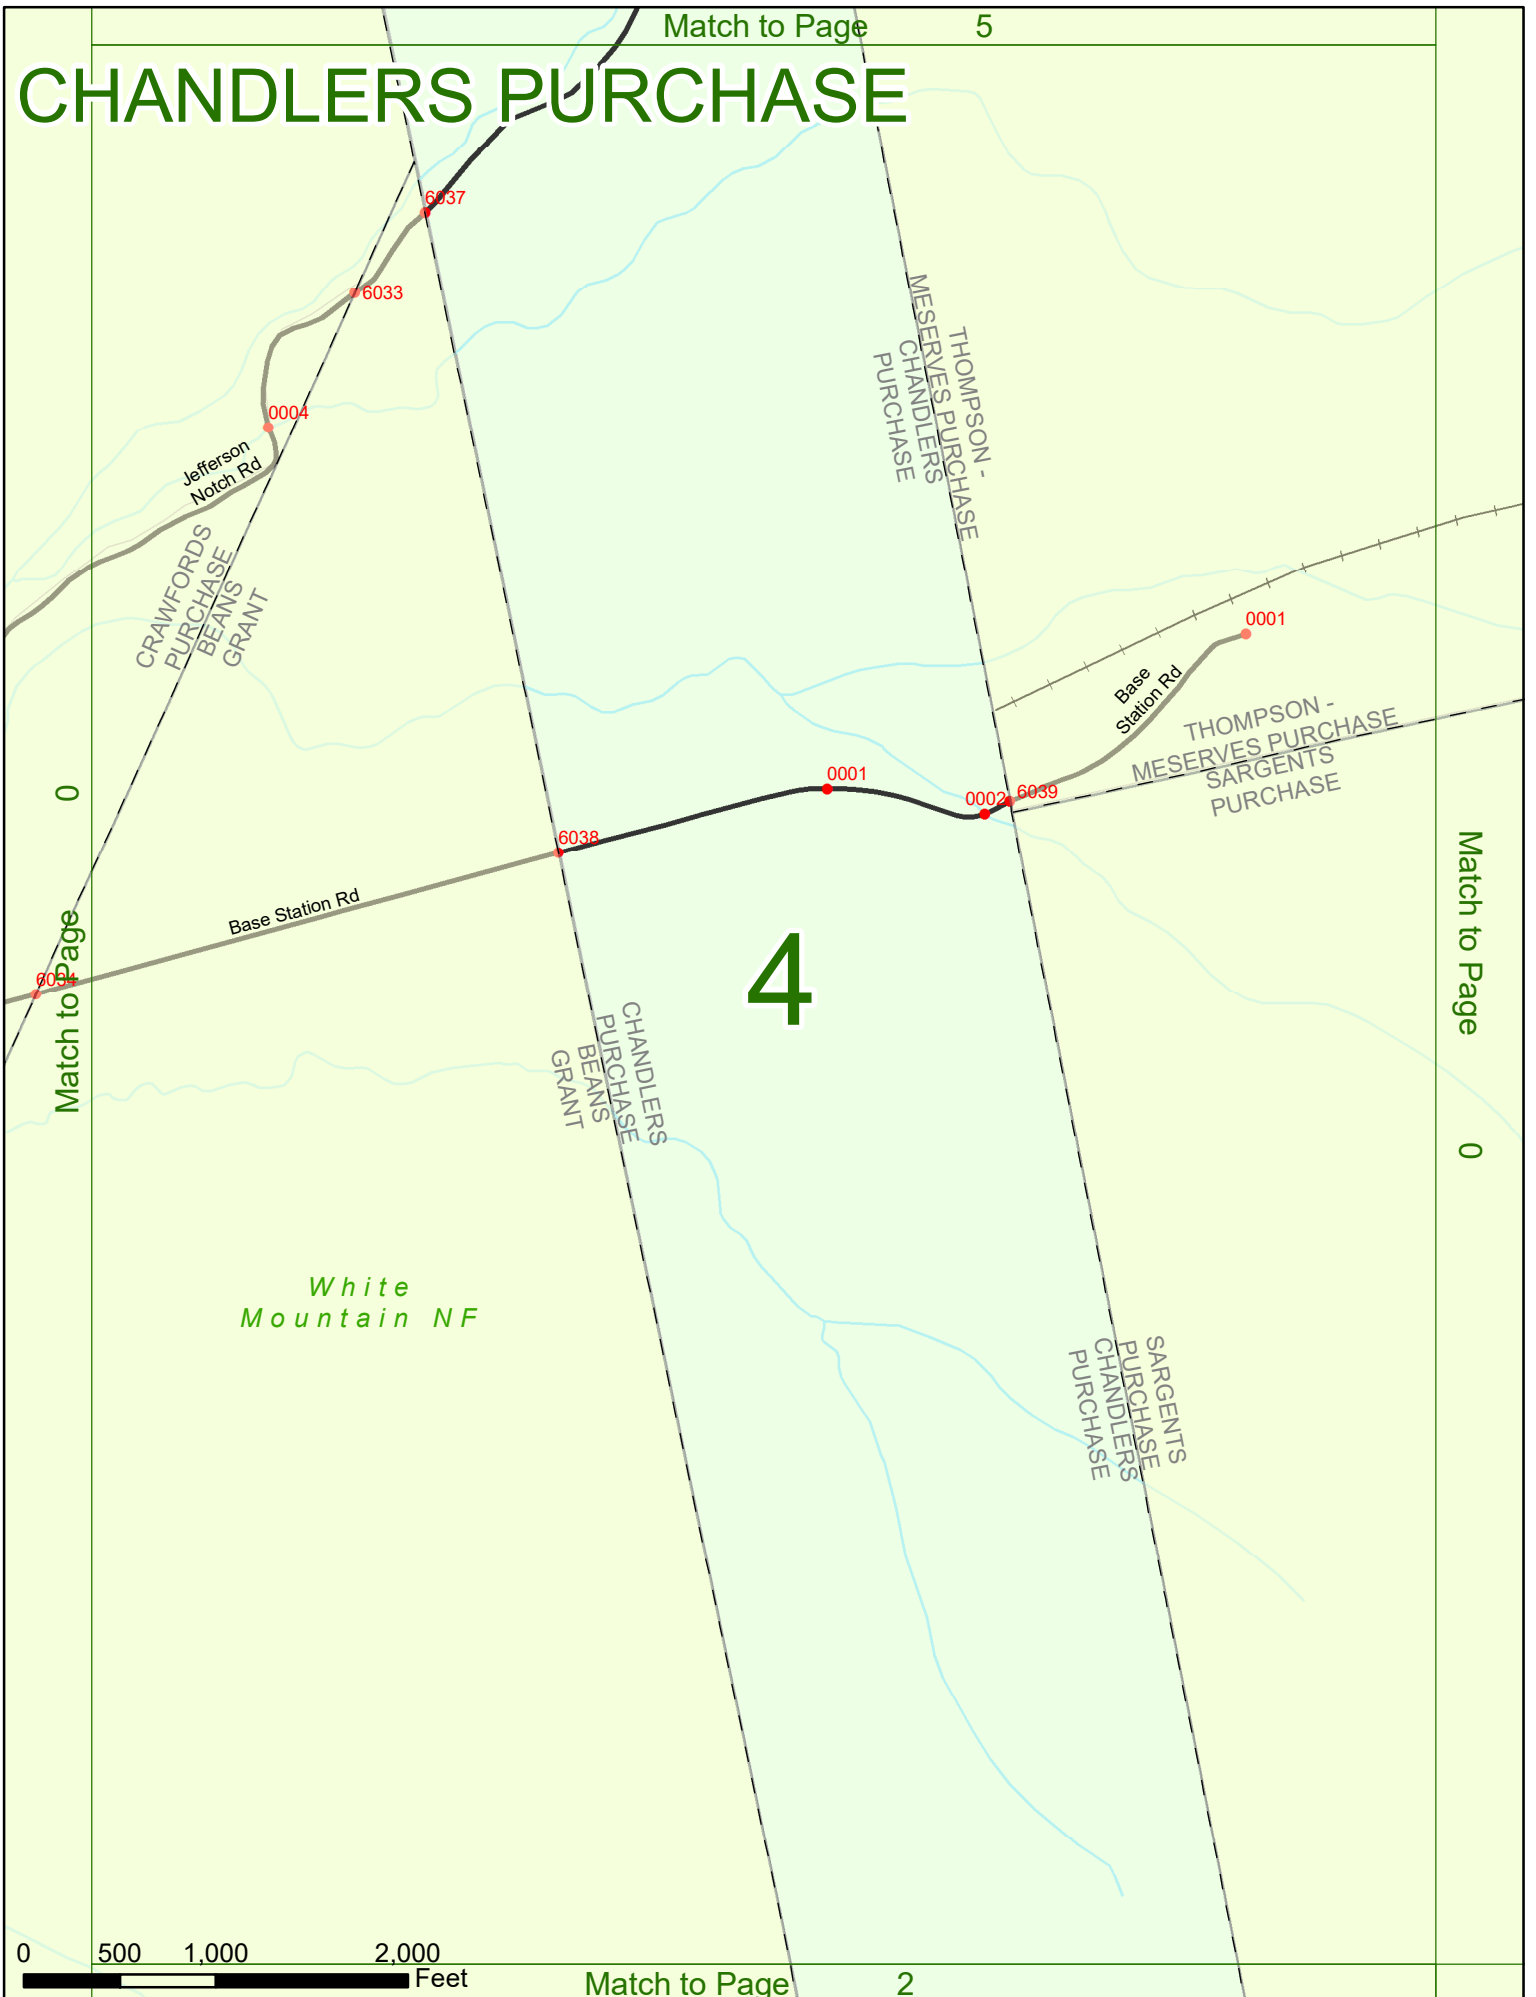 Match to Page 5
CHANDLERS PURCHASE
6037
6033
0004
Jefferson
Notch Rd
THOMPSON -
MESERVES PURCHASE
CHANDLERS
PURCHASE
CRAWFORDS
PURCHASE
BEANS
GRANT
0001
Base
Station Rd
THOMPSON -
MESERVES PURCHASE
SARGENTS
PURCHASE
0001
0002
6039
6038
Base Station Rd
6034
Match to Page 0
Match to Page 0
4
CHANDLERS
PURCHASE
BEANS
GRANT
White
Mountain NF
SARGENTS
PURCHASE
CHANDLERS
PURCHASE
0 500 1,000 2,000
Feet
Match to Page 2